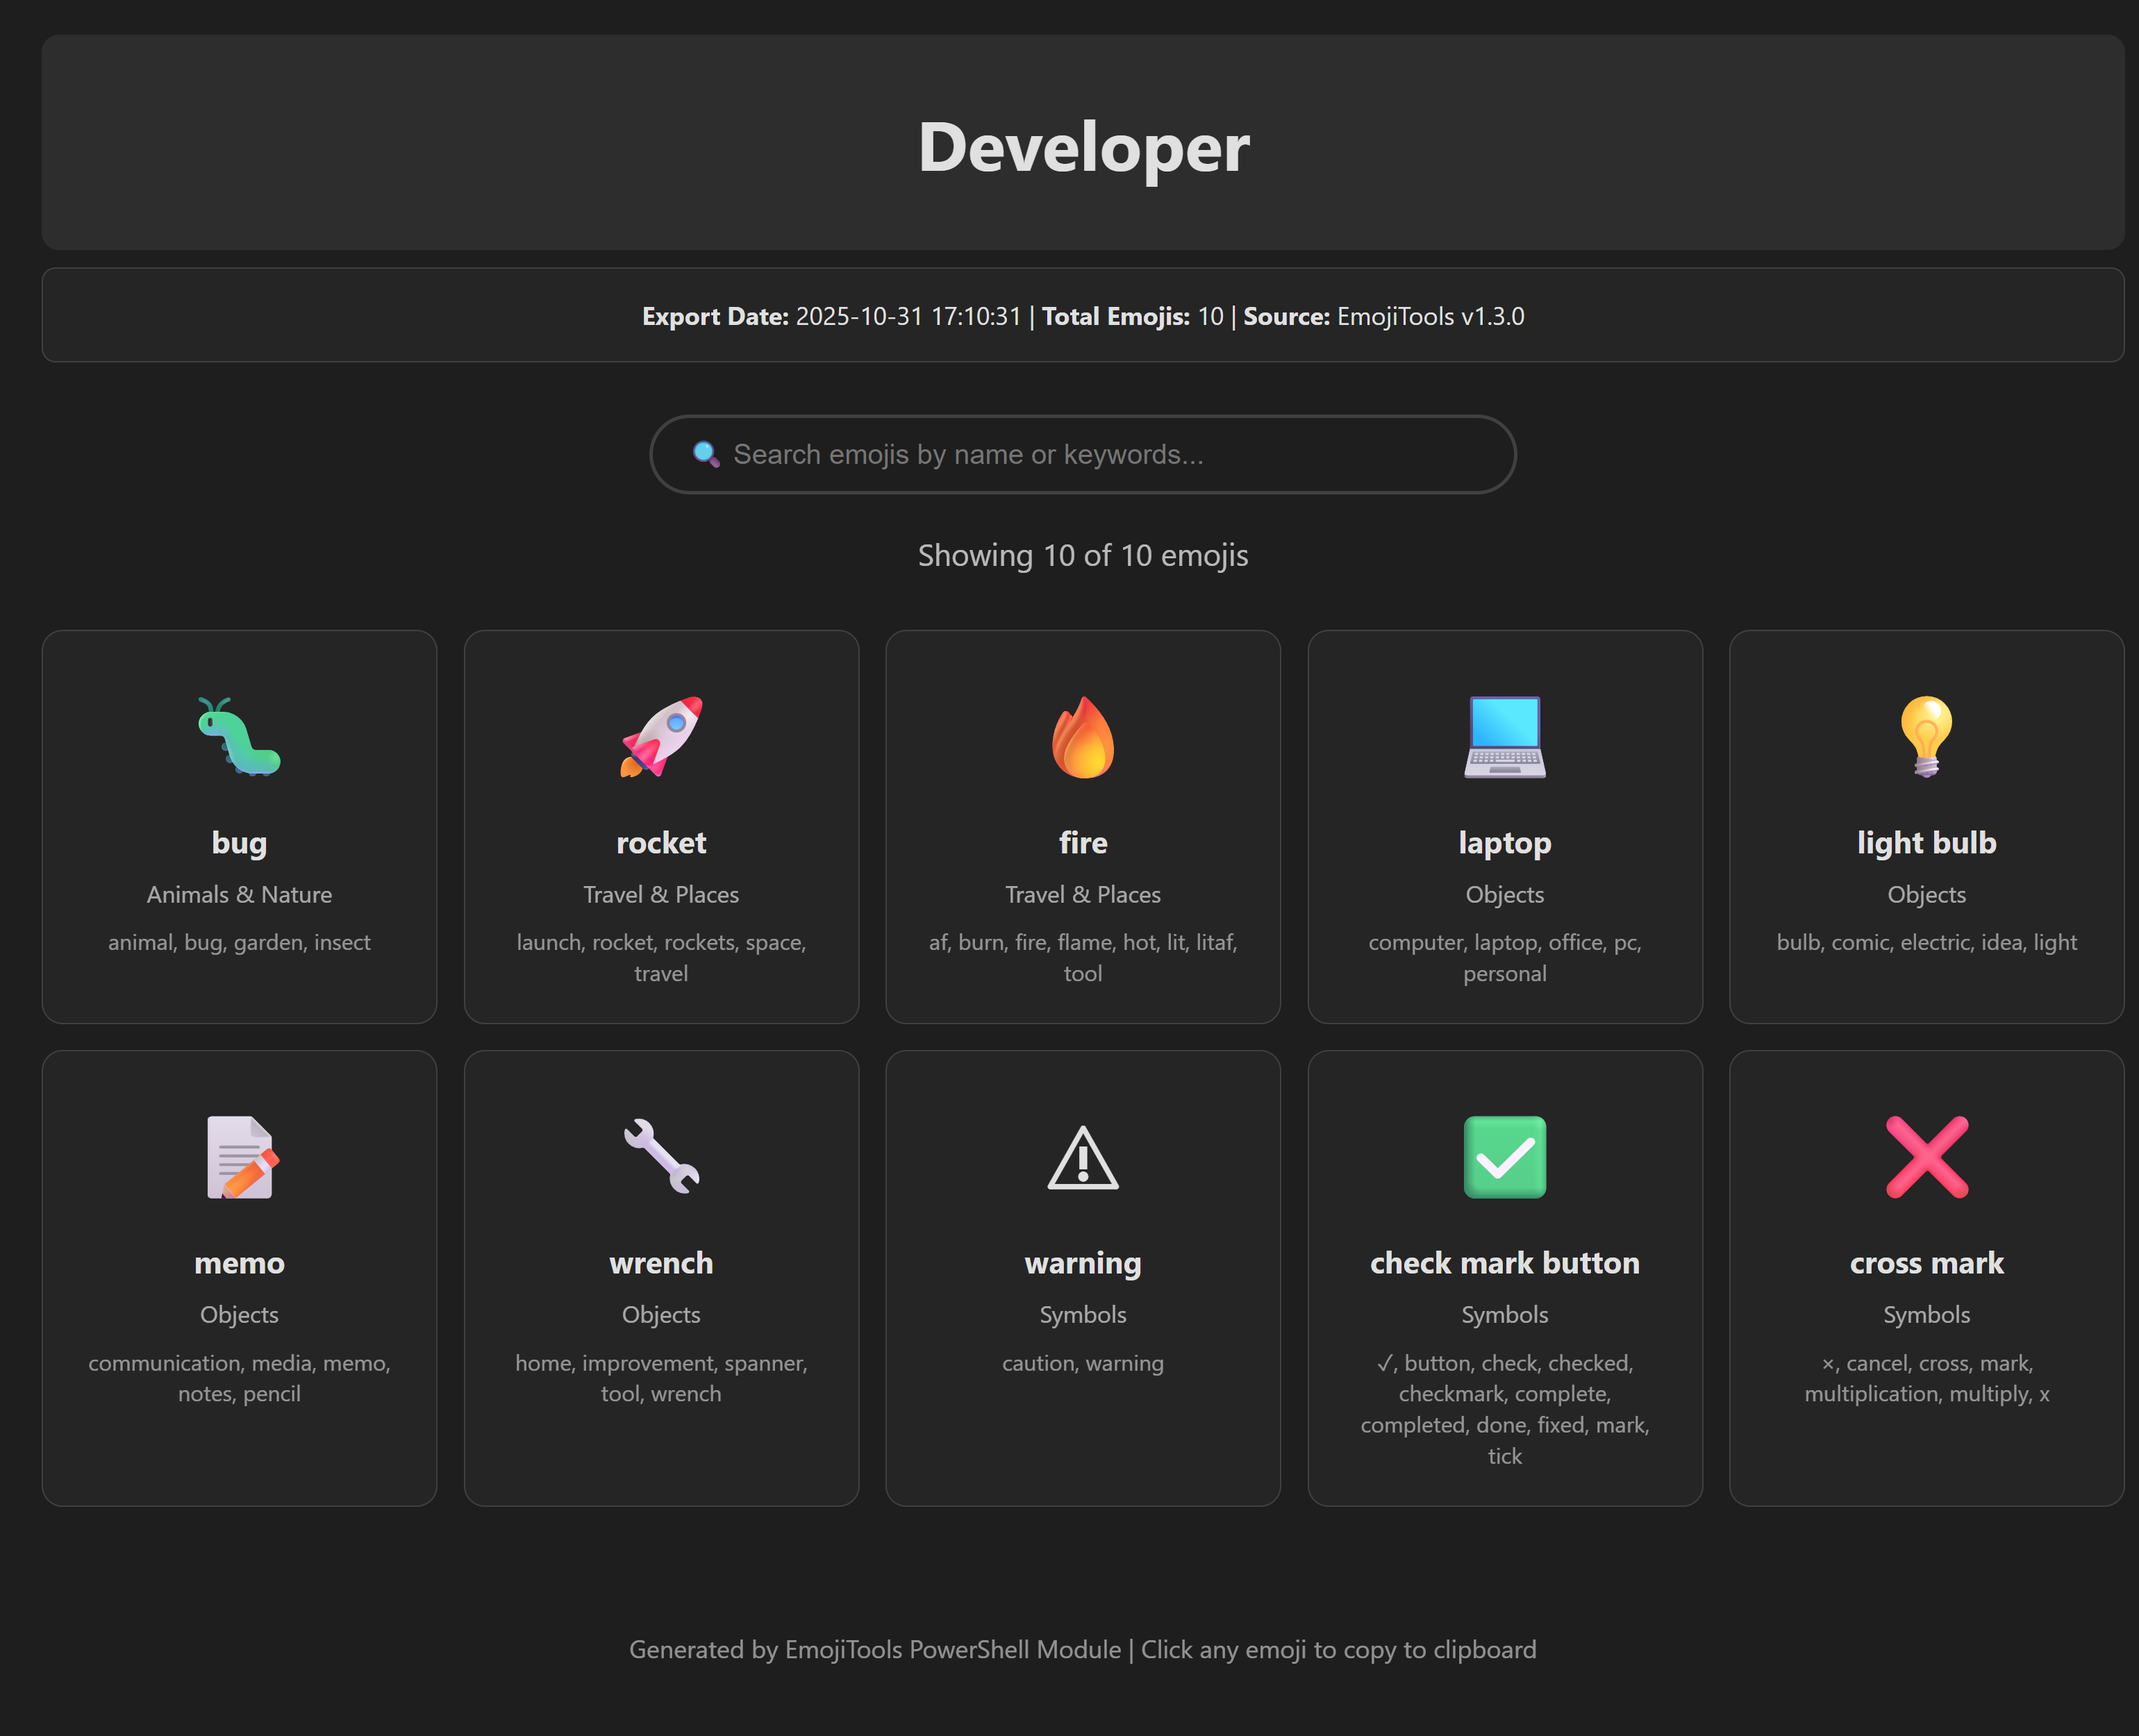 Developer
Export Date: 2025-10-31 17:10:31 | Total Emojis: 10 | Source: EmojiTools v1.3.0
Search emojis by name or keywords...
Showing 10 of 10 emojis
bug
Animals & Nature
animal, bug, garden, insect
rocket
Travel & Places
launch, rocket, rockets, space,
travel
fire
Travel & Places
af, burn, fire, flame, hot, lit, litaf,
tool
laptop
Objects
computer, laptop, office, pc,
personal
light bulb
Objects
bulb, comic, electric, idea, light
memo
Objects
communication, media, memo,
notes, pencil
wrench
Objects
home, improvement, spanner,
tool, wrench
warning
Symbols
caution, warning
check mark button
Symbols
✓, button, check, checked,
checkmark, complete,
completed, done, fixed, mark,
tick
cross mark
Symbols
×, cancel, cross, mark,
multiplication, multiply, x
Generated by EmojiTools PowerShell Module | Click any emoji to copy to clipboard